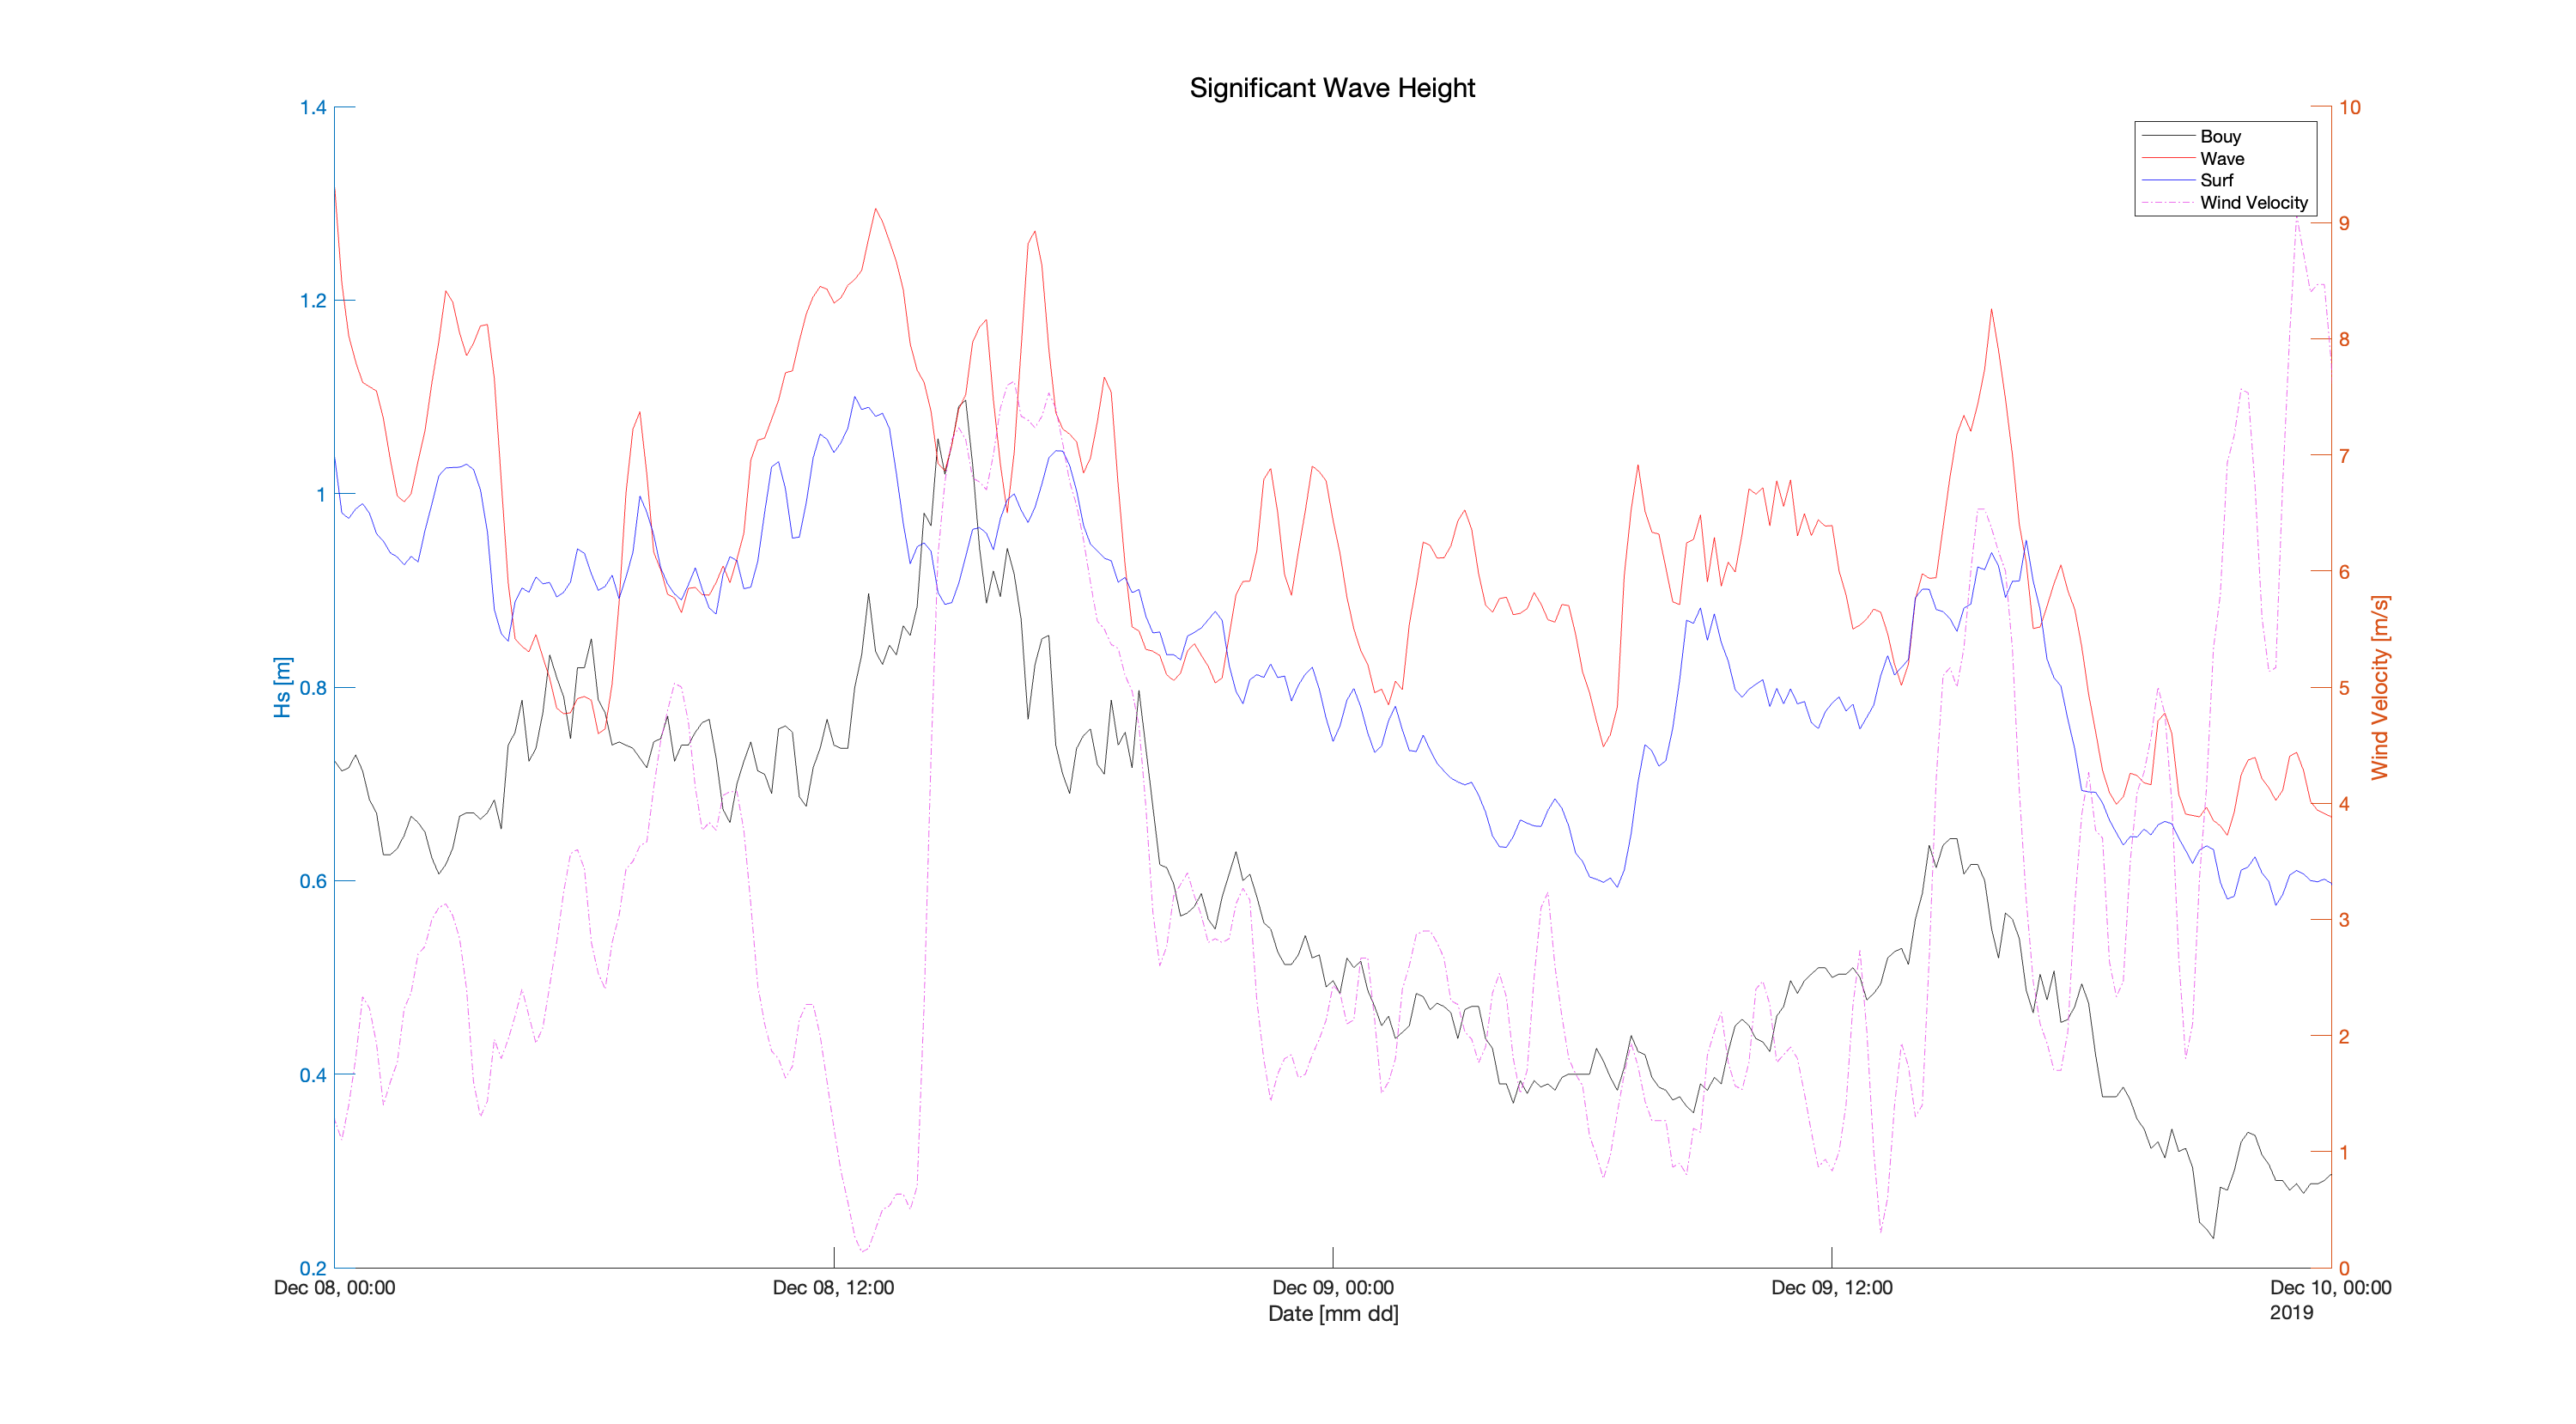 Significant Wave Height
1.4
1.2
1
0.8
0.6
0.4
0.2
Hs [m]
10
9
8
7
6
5
4
3
2
1
0
Wind Velocity [m/s]
Bouy
Wave
Surf
Wind Velocity
Dec 08, 00:00
Dec 08, 12:00
Dec 09, 00:00
Dec 09, 12:00
Dec 10, 00:00
2019
Date [mm dd]